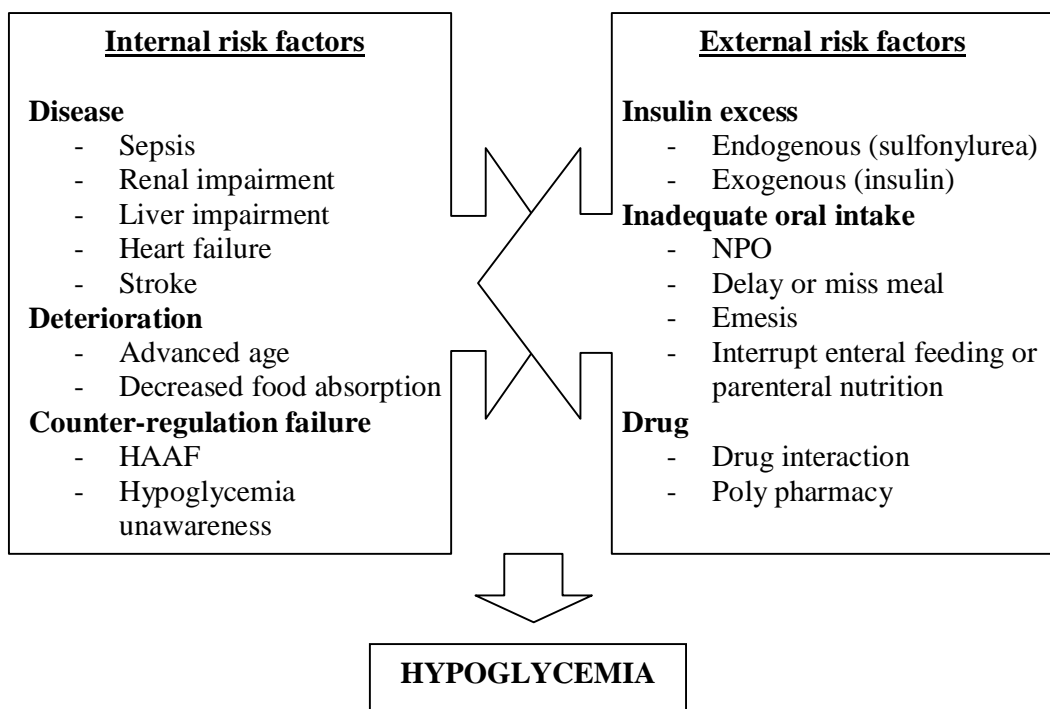 Internal risk factors
Disease
- Sepsis
- Renal impairment
- Liver impairment
- Heart failure
- Stroke
Deterioration
- Advanced age
- Decreased food absorption
Counter-regulation failure
- HAAF
- Hypoglycemia
unawareness
External risk factors
Insulin excess
- Endogenous (sulfonylurea)
- Exogenous (insulin)
Inadequate oral intake
- NPO
- Delay or miss meal
- Emesis
- Interrupt enteral feeding or
parenteral nutrition
Drug
- Drug interaction
- Poly pharmacy
HYPOGLYCEMIA